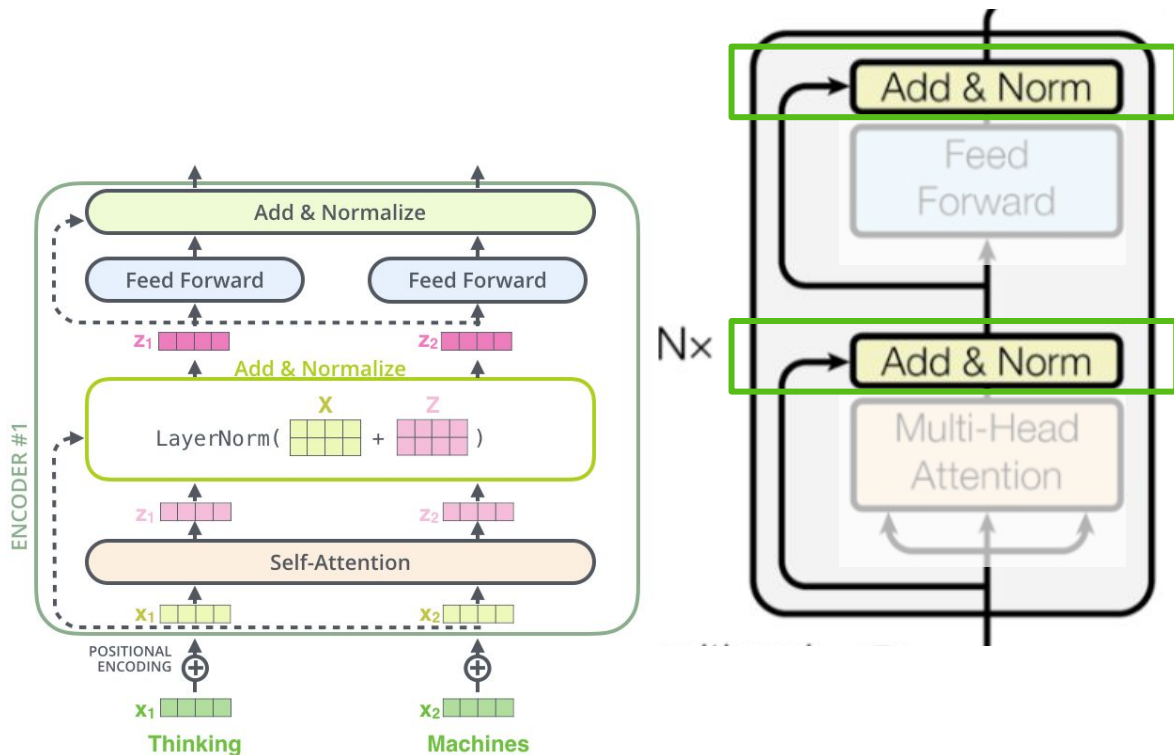 Add & Normalize
Feed Forward
Feed Forward
z1
z2
Add & Normalize
X
Z
LayerNorm(
+
)
z1
z2
Self-Attention
x1
x2
ENCODER #1
POSITIONAL
ENCODING
x1
x2
Thinking
Machines
Add & Norm
Feed
Forward
N×
Add & Norm
Multi-Head
Attention